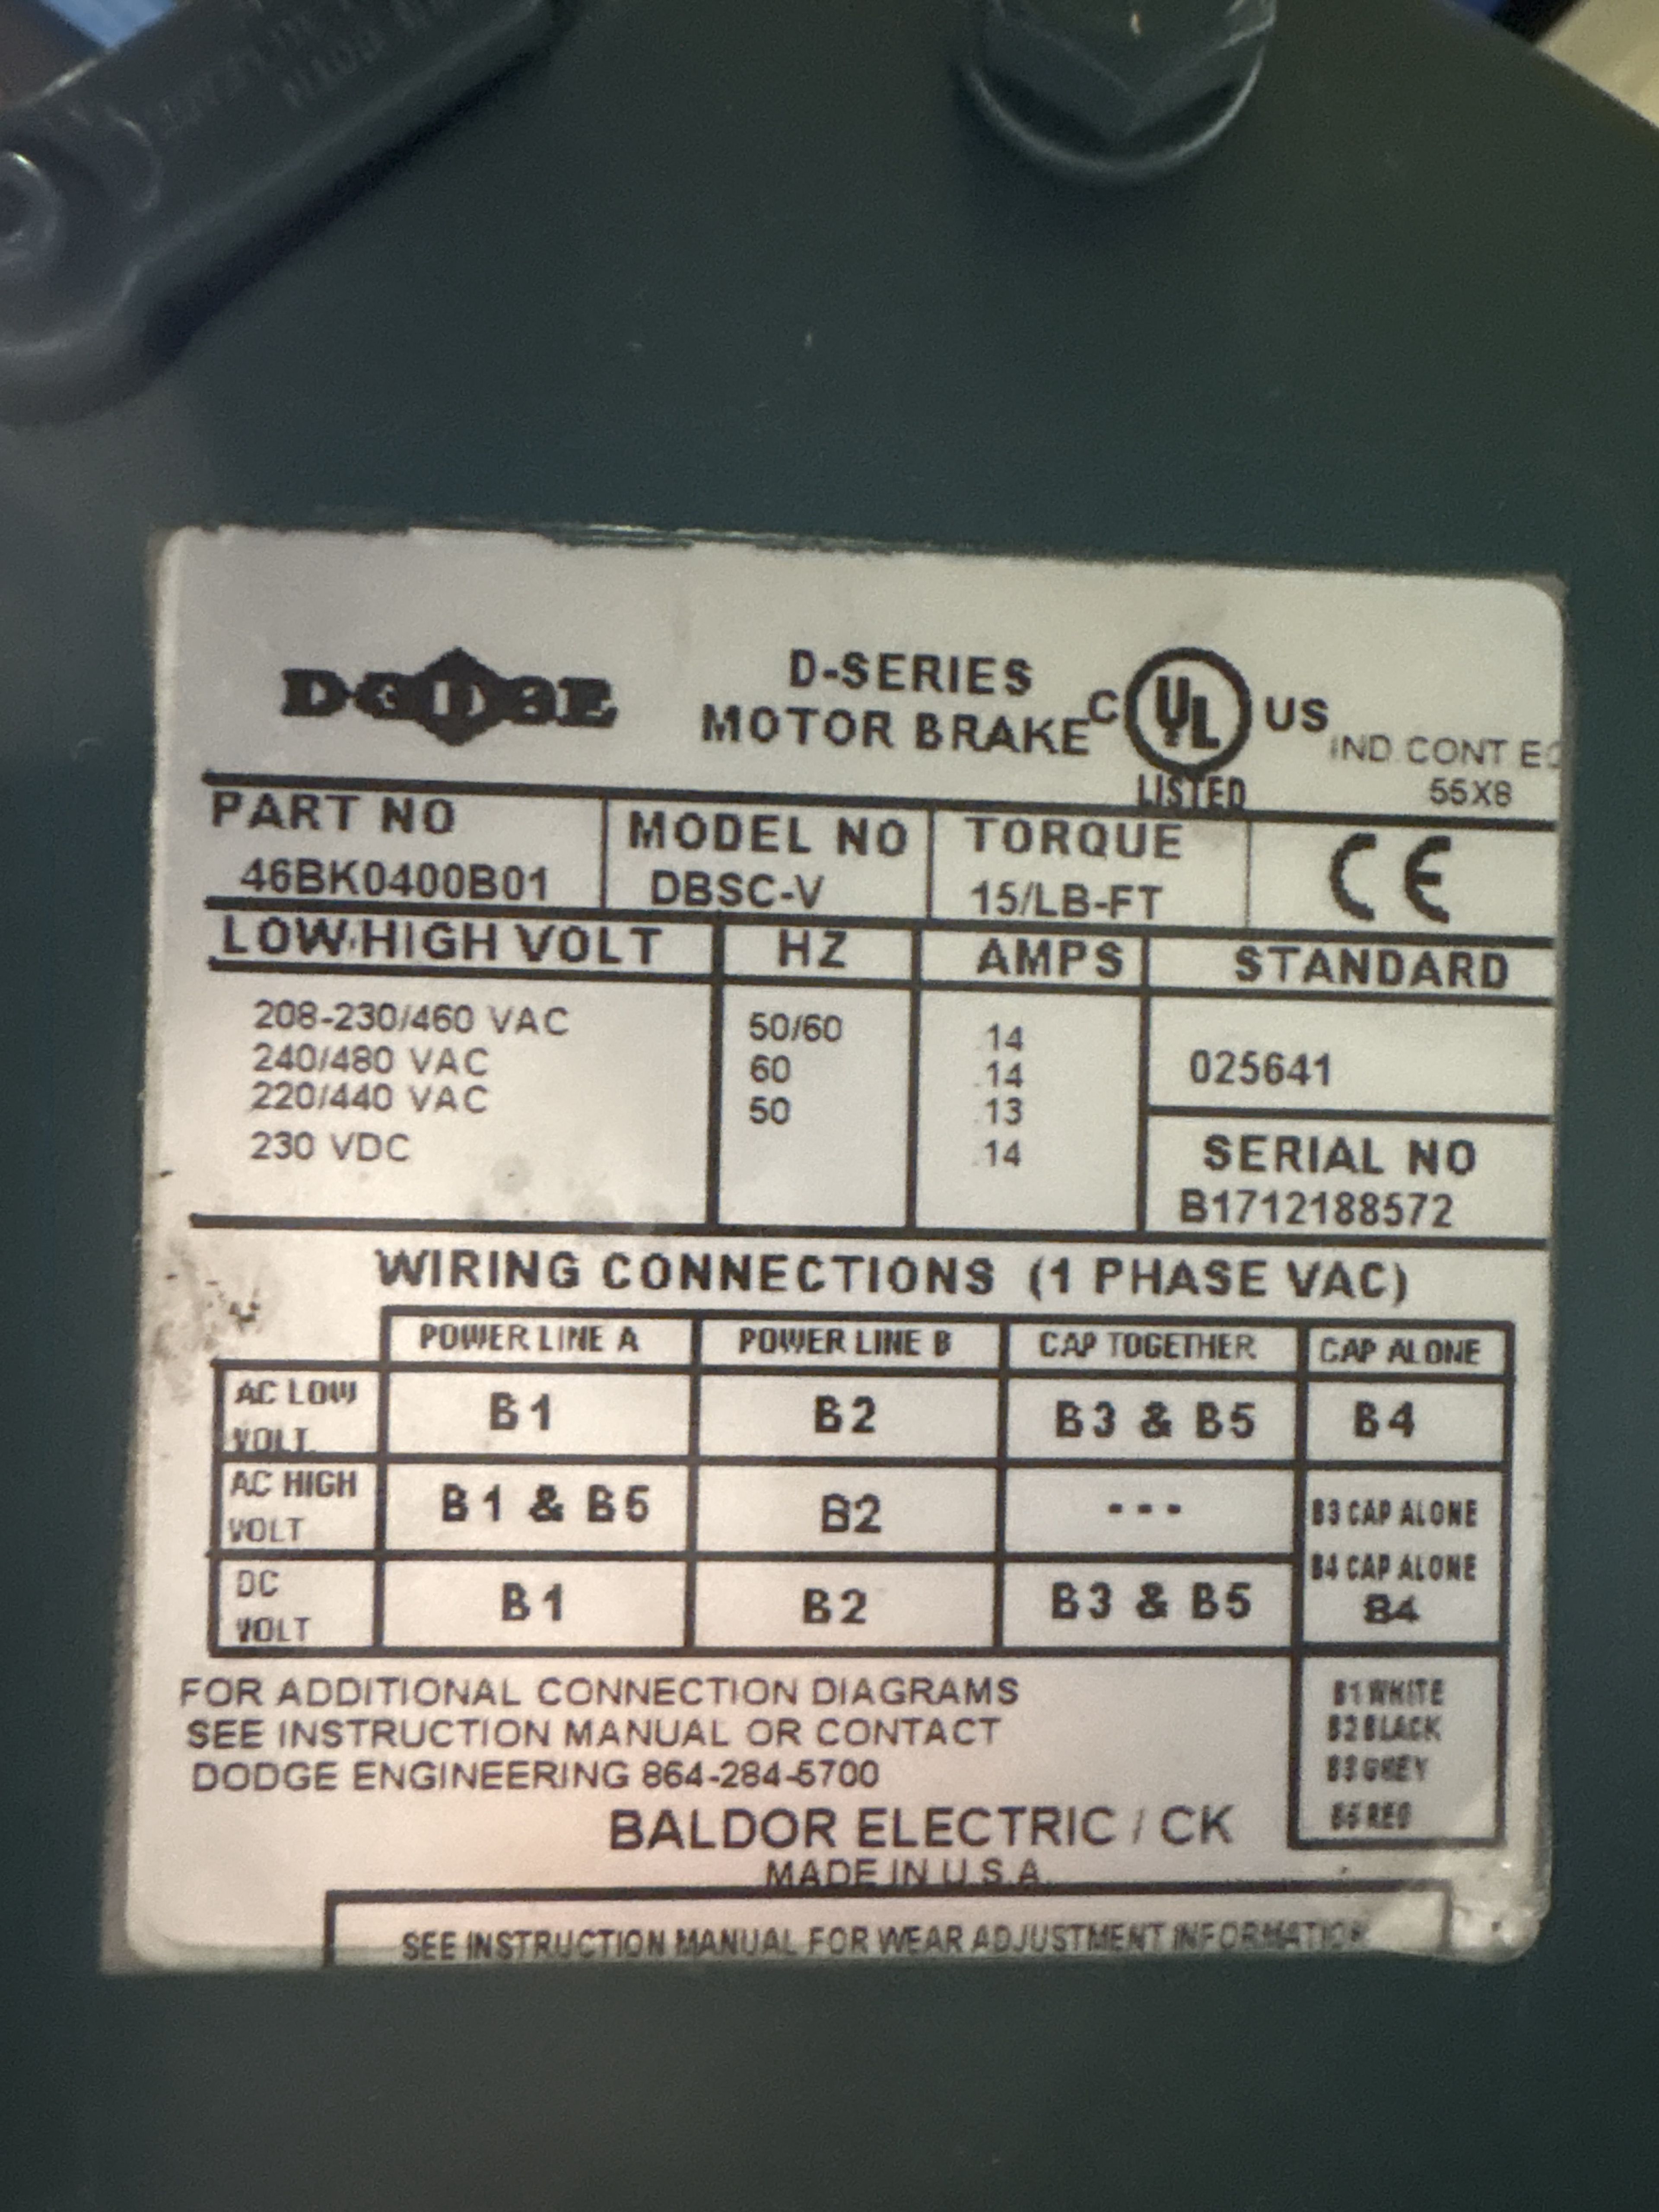 DODGE
D-SERIES
MOTOR BRAKE
C UL US
LISTED
IND CONT EQ
55X8
PART NO
46BK0400B01
MODEL NO
DBSC-V
TORQUE
15/LB-FT
CE
LOW/HIGH VOLT HZ AMPS STANDARD
208-230/460 VAC 50/60 .14
240/480 VAC 60 .14
220/440 VAC 50 .13
230 VDC .14
025641
SERIAL NO
B1712188572
WIRING CONNECTIONS (1 PHASE VAC)
POWER LINE A POWER LINE B CAP TOGETHER CAP ALONE
AC LOW VOLT B1 B2 B3 & B5 B4
AC HIGH VOLT B1 & B5 B2 --- B3 CAP ALONE
B4 CAP ALONE
DC VOLT B1 B2 B3 & B5 B4
FOR ADDITIONAL CONNECTION DIAGRAMS
SEE INSTRUCTION MANUAL OR CONTACT
DODGE ENGINEERING 864-284-5700
B1 WHITE
B2 BLACK
B3 GREY
B5 RED
BALDOR ELECTRIC / CK
MADE IN U.S.A.
SEE INSTRUCTION MANUAL FOR WEAR ADJUSTMENT INFORMATION